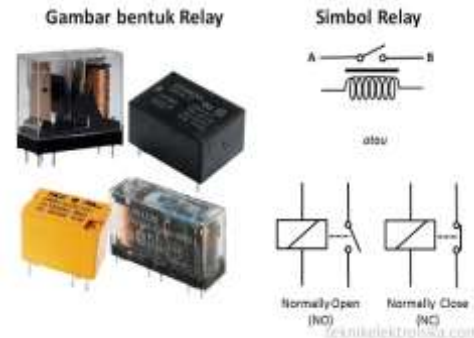 Gambar bentuk Relay
Simbol Relay
A
B
atau
Normally Open
(NO)
Normally Close
(NC)
teknikelektronika.com